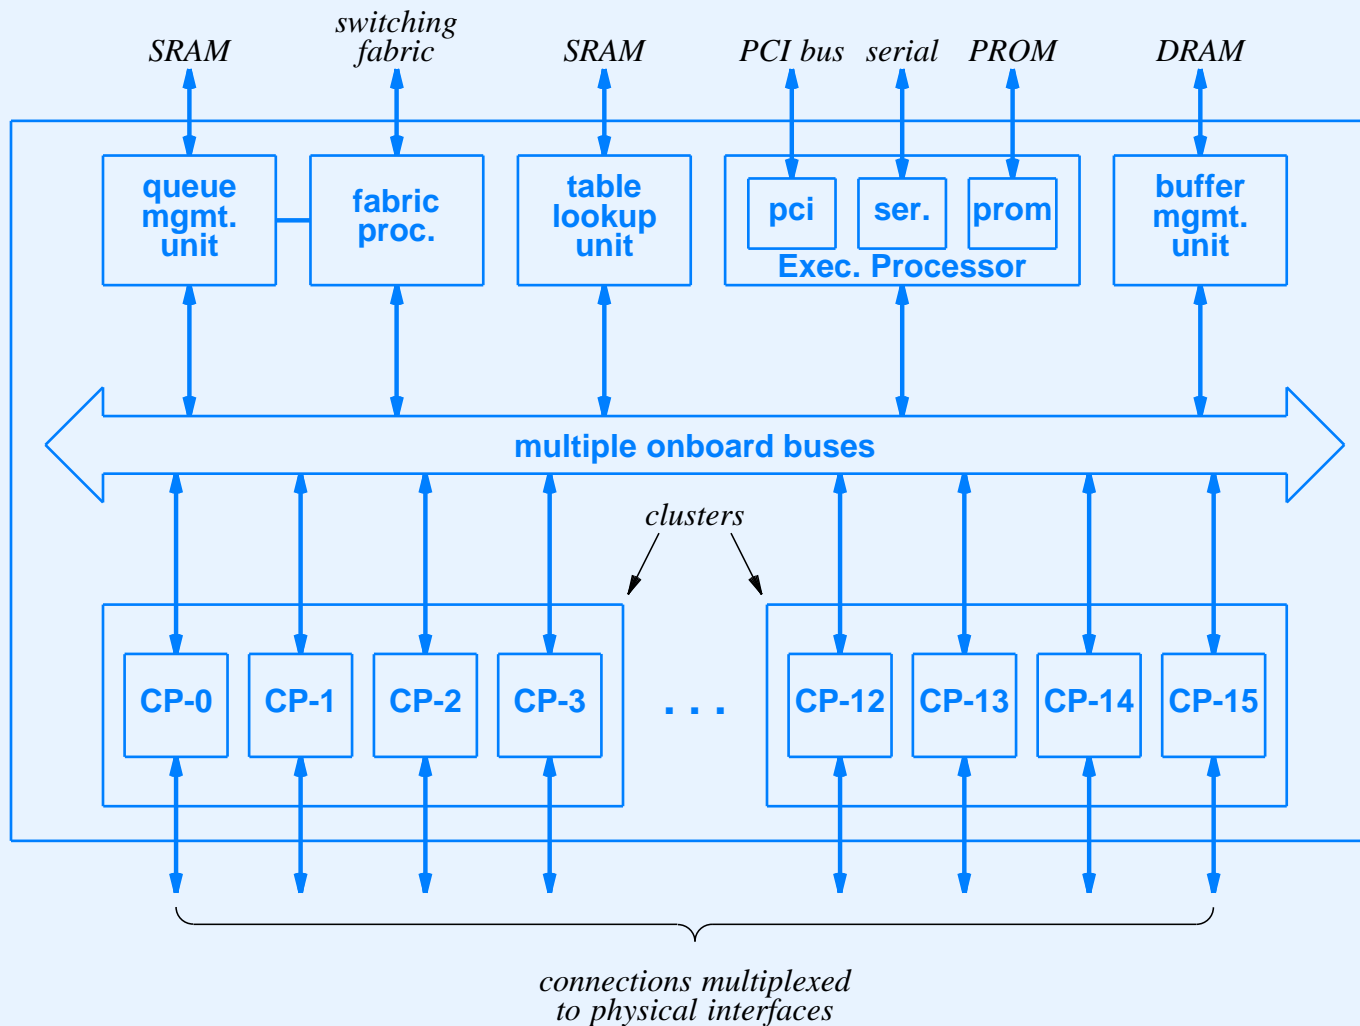 SRAM
switching
fabric
SRAM
PCI bus
serial
PROM
DRAM
queue
mgmt.
unit
fabric
proc.
table
lookup
unit
pci
ser.
prom
Exec. Processor
buffer
mgmt.
unit
multiple onboard buses
clusters
CP-0
CP-1
CP-2
CP-3
. . .
CP-12
CP-13
CP-14
CP-15
connections multiplexed
to physical interfaces